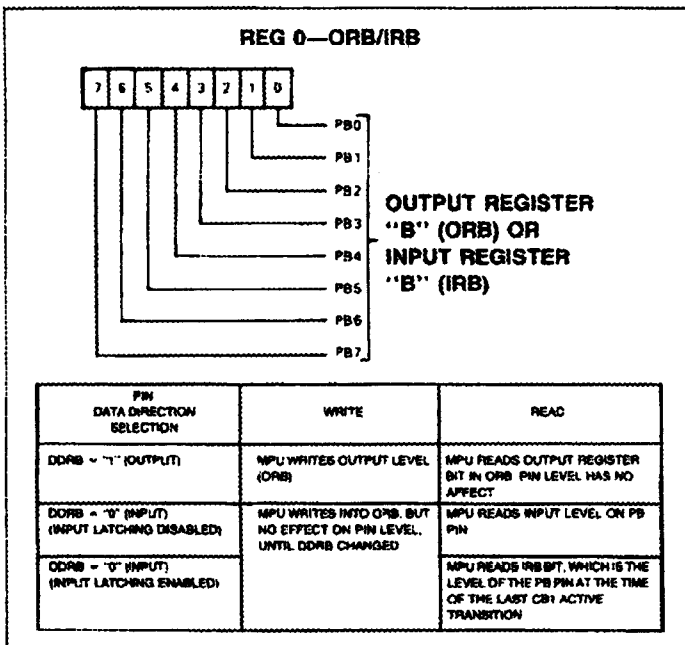 REG 0—ORB/IRB
7 6 5 4 3 2 1 0
PB0
PB1
PB2
PB3
PB4
PB5
PB6
PB7
OUTPUT REGISTER
"B" (ORB) OR
INPUT REGISTER
"B" (IRB)
PIN
DATA DIRECTION
SELECTION
WRITE
READ
DDRB = "1" (OUTPUT)
MPU WRITES OUTPUT LEVEL
(ORB)
MPU READS OUTPUT REGISTER
BIT IN ORB. PIN LEVEL HAS NO
AFFECT
DDRB = "0" (INPUT)
(INPUT LATCHING DISABLED)
MPU WRITES INTO ORB, BUT
NO EFFECT ON PIN LEVEL,
UNTIL DDRB CHANGED
MPU READS INPUT LEVEL ON PB
PIN
DDRB = "0" (INPUT)
(INPUT LATCHING ENABLED)
MPU READS IRB BIT, WHICH IS THE
LEVEL OF THE PB PIN AT THE TIME
OF THE LAST CB1 ACTIVE
TRANSITION